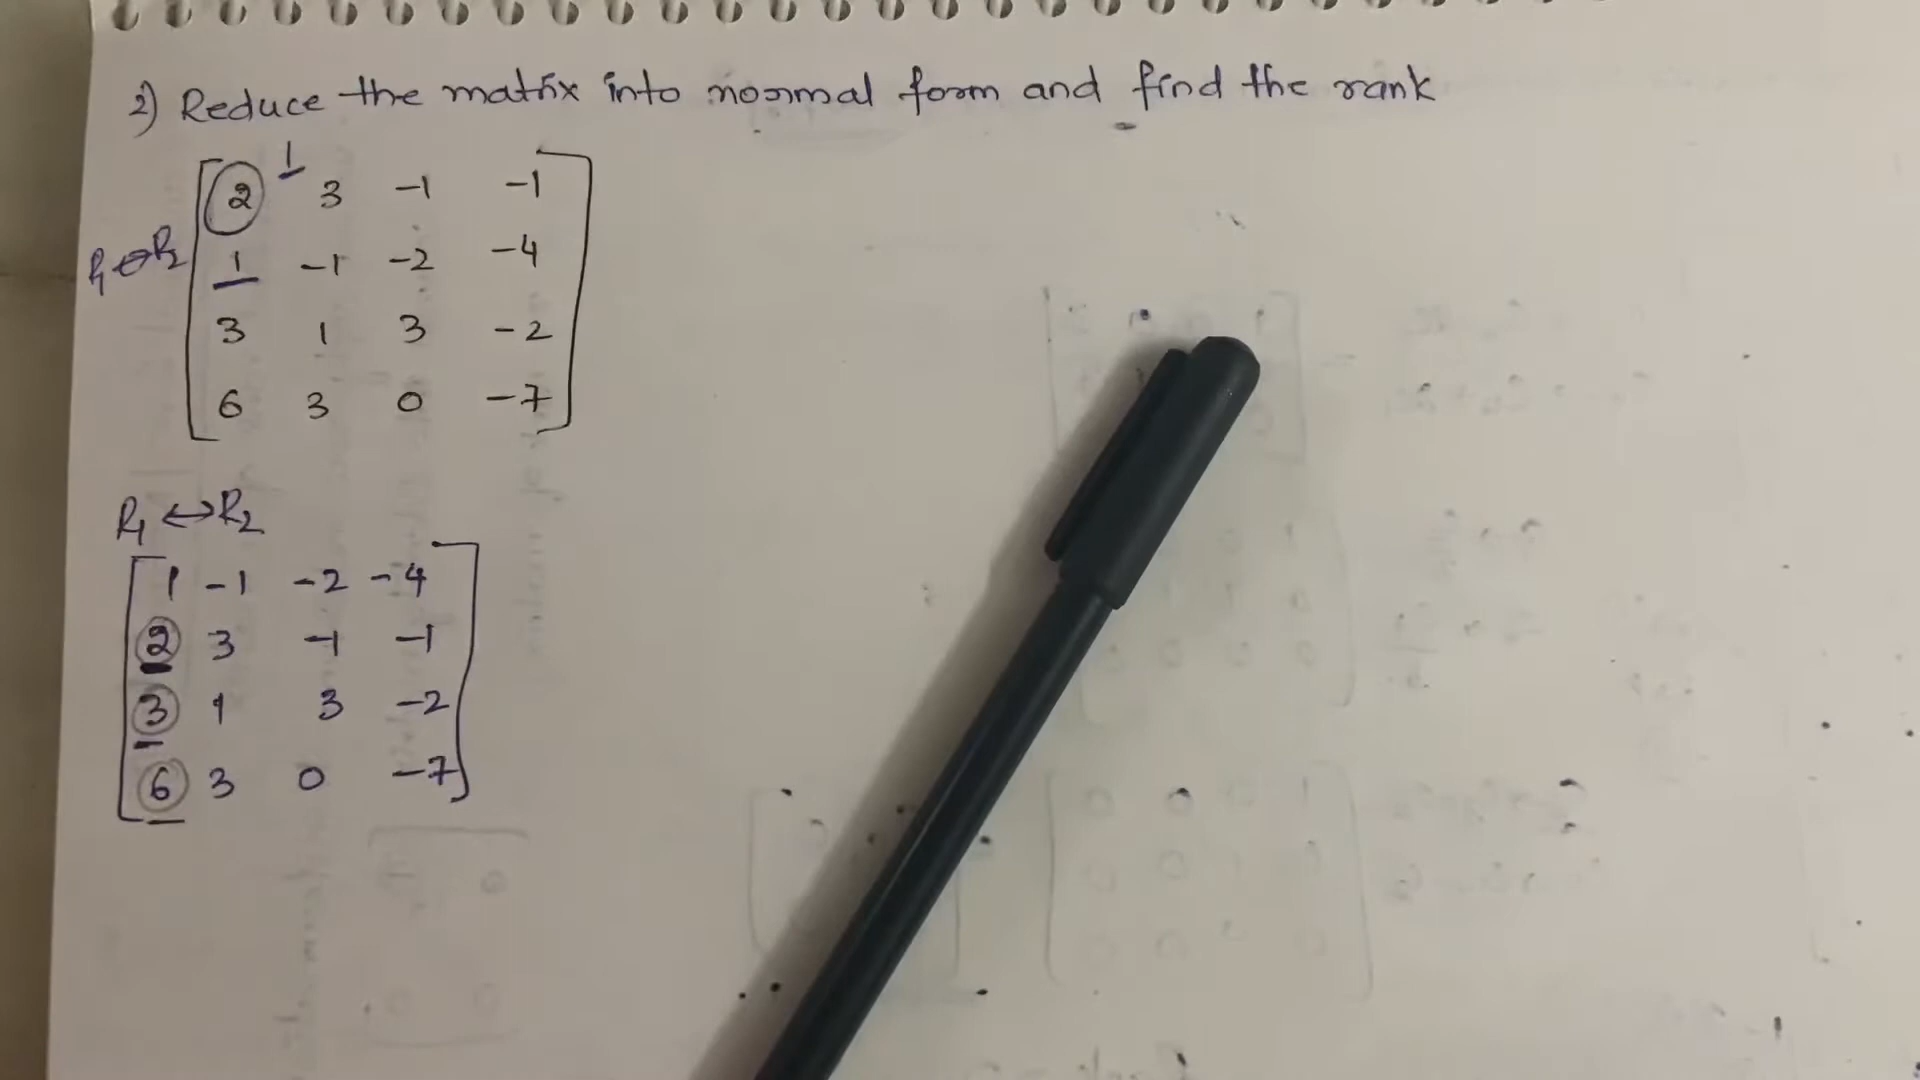 2) Reduce the matrix into normal form and find the rank
1
2 3 -1 -1
R1 ↔ R2
1 -1 -2 -4
3 1 3 -2
6 3 0 -7
R1 ↔ R2
1 -1 -2 -4
2 3 -1 -1
3 1 3 -2
6 3 0 -7